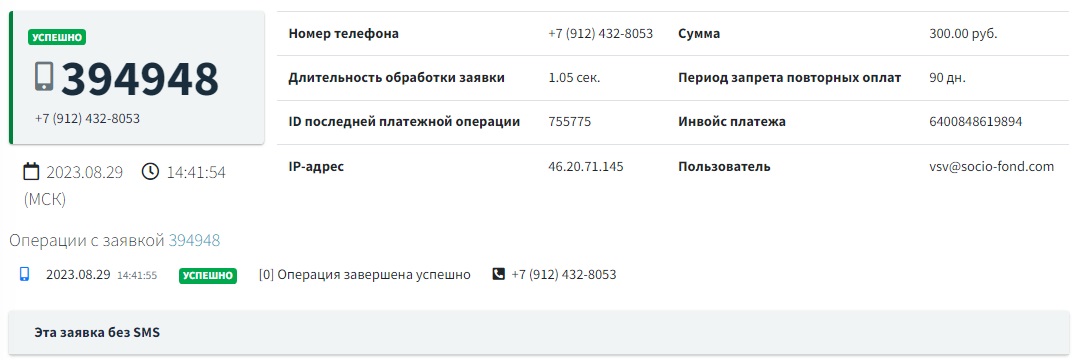 УСПЕШНО
394948
+7 (912) 432-8053
2023.08.29 14:41:54
(МСК)
Номер телефона +7 (912) 432-8053 Сумма 300.00 руб.
Длительность обработки заявки 1.05 сек. Период запрета повторных оплат 90 дн.
ID последней платежной операции 755775 Инвойс платежа 6400848619894
IP-адрес 46.20.71.145 Пользователь vsv@socio-fond.com
Операции с заявкой 394948
2023.08.29 14:41:55 УСПЕШНО [0] Операция завершена успешно +7 (912) 432-8053
Эта заявка без SMS